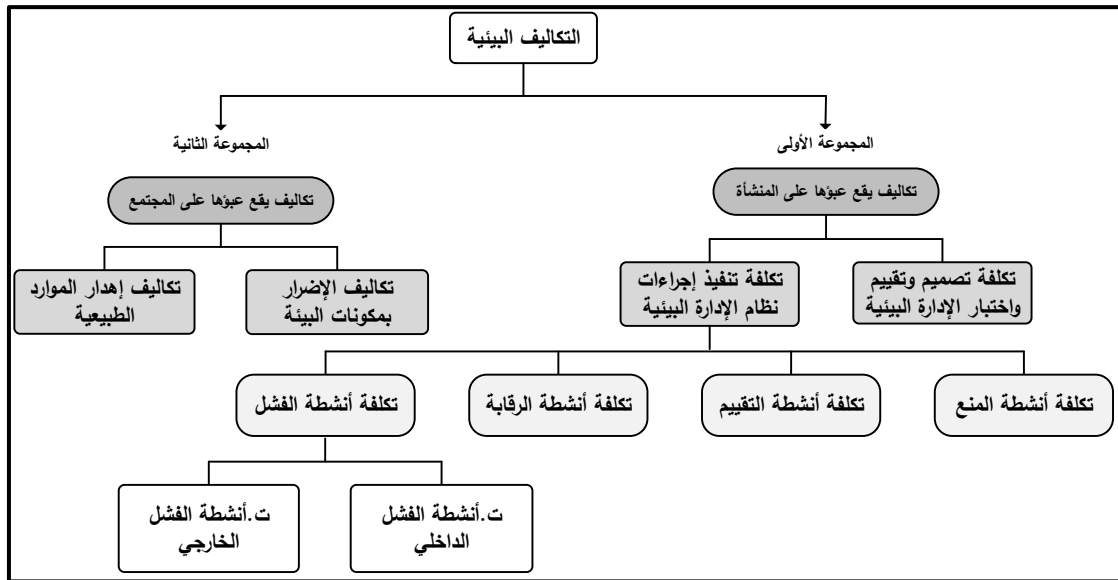 التكاليف البيئية
المجموعة الأولى
المجموعة الثانية
تكاليف يقع عبؤها على المنشأة
تكاليف يقع عبؤها على المجتمع
تكلفة تصميم وتقييم
واختبار الإدارة البيئية
تكلفة تنفيذ إجراءات
نظام الإدارة البيئية
تكاليف الإضرار
بمكونات البيئة
تكاليف إهدار الموارد
الطبيعية
تكلفة أنشطة المنع
تكلفة أنشطة التقييم
تكلفة أنشطة الرقابة
تكلفة أنشطة الفشل
ت.أنشطة الفشل
الداخلي
ت.أنشطة الفشل
الخارجي